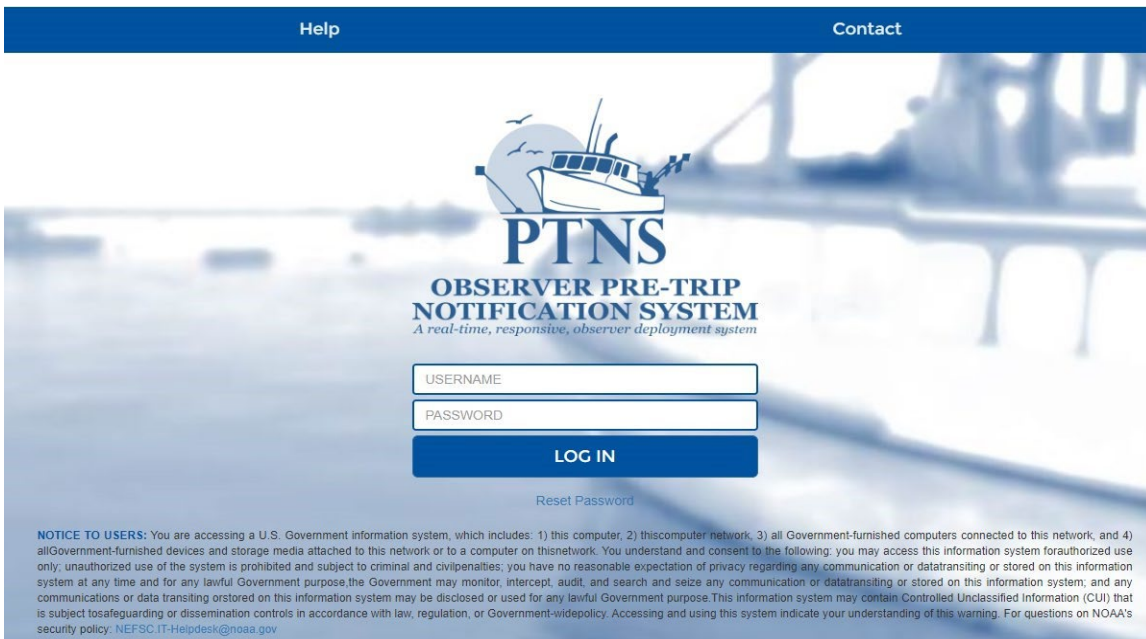 Help
Contact
PTNS
OBSERVER PRE-TRIP
NOTIFICATION SYSTEM
A real-time, responsive, observer deployment system
USERNAME
PASSWORD
LOG IN
Reset Password
NOTICE TO USERS: You are accessing a U.S. Government information system, which includes: 1) this computer, 2) thiscomputer network, 3) all Government-furnished computers connected to this network, and 4)
allGovernment-furnished devices and storage media attached to this network or to a computer on thisnetwork. You understand and consent to the following: you may access this information system forauthorized use
only; unauthorized use of the system is prohibited and subject to criminal and civilpenalties; you have no reasonable expectation of privacy regarding any communication or datatransiting or stored on this information
system at any time and for any lawful Government purpose,the Government may monitor, intercept, audit, and search and seize any communication or datatransiting or stored on this information system; and any
communications or data transiting orstored on this information system may be disclosed or used for any lawful Government purpose.This information system may contain Controlled Unclassified Information (CUI) that
is subject tosafeguarding or dissemination controls in accordance with law, regulation, or Government-widepolicy. Accessing and using this system indicate your understanding of this warning. For questions on NOAA's
security policy: NEFSC.IT-Helpdesk@noaa.gov